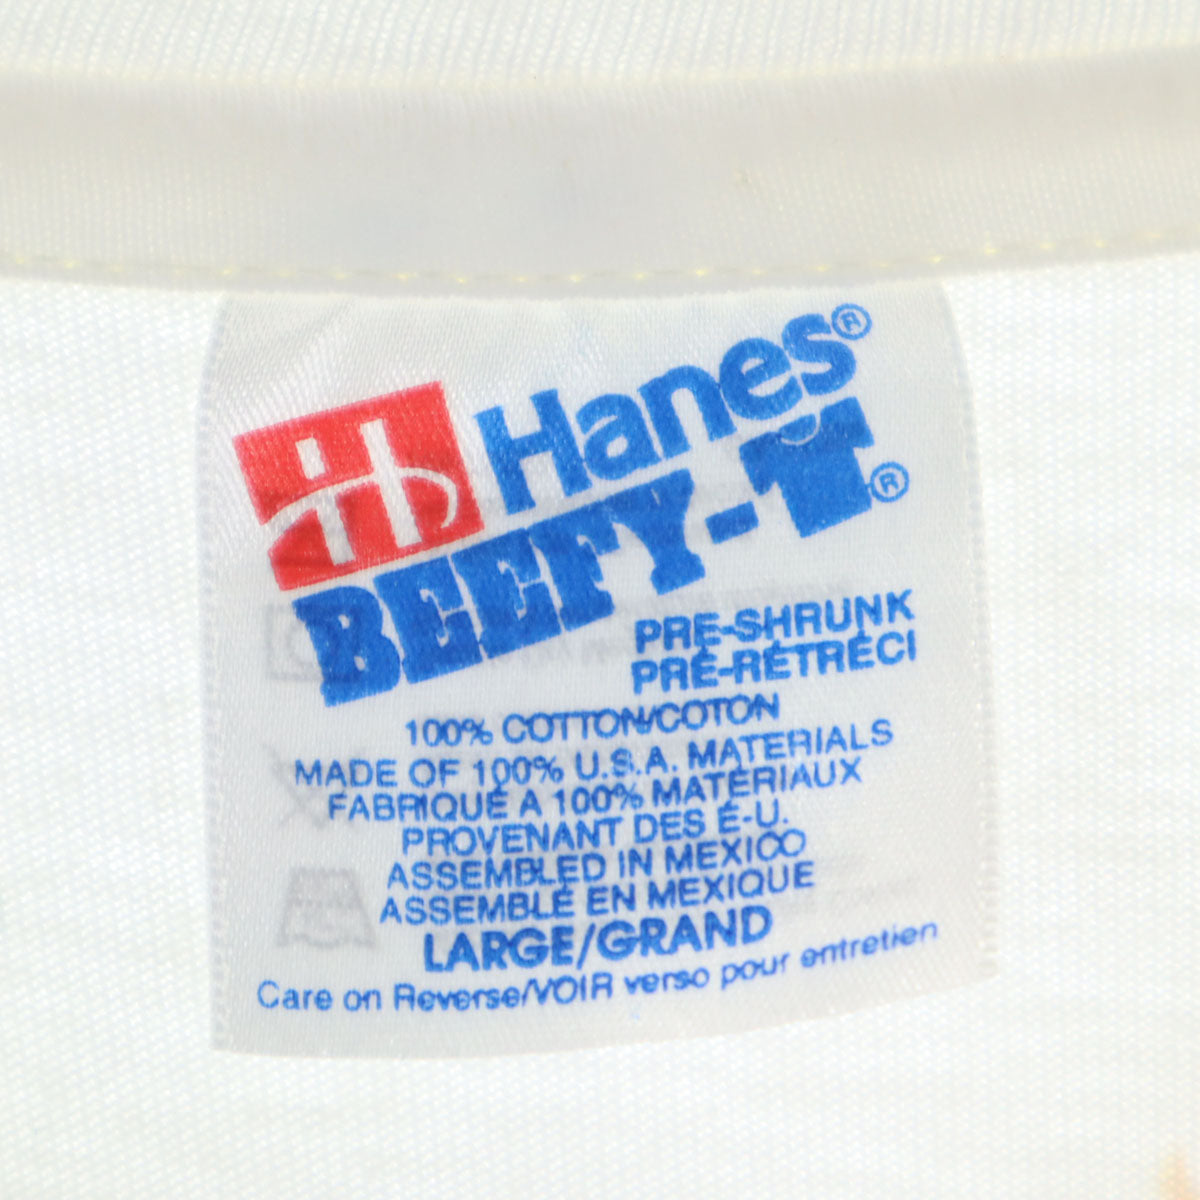 Hanes®
BEEFY-T®
PRE-SHRUNK
PRÉ-RÉTRÉCI
100% COTTON/COTON
MADE OF 100% U.S.A. MATERIALS
FABRIQUÉ A 100% MATÉRIAUX
PROVENANT DES É-U.
ASSEMBLED IN MEXICO
ASSEMBLÉ EN MEXIQUE
LARGE/GRAND
Care on Reverse/VOIR verso pour entretien